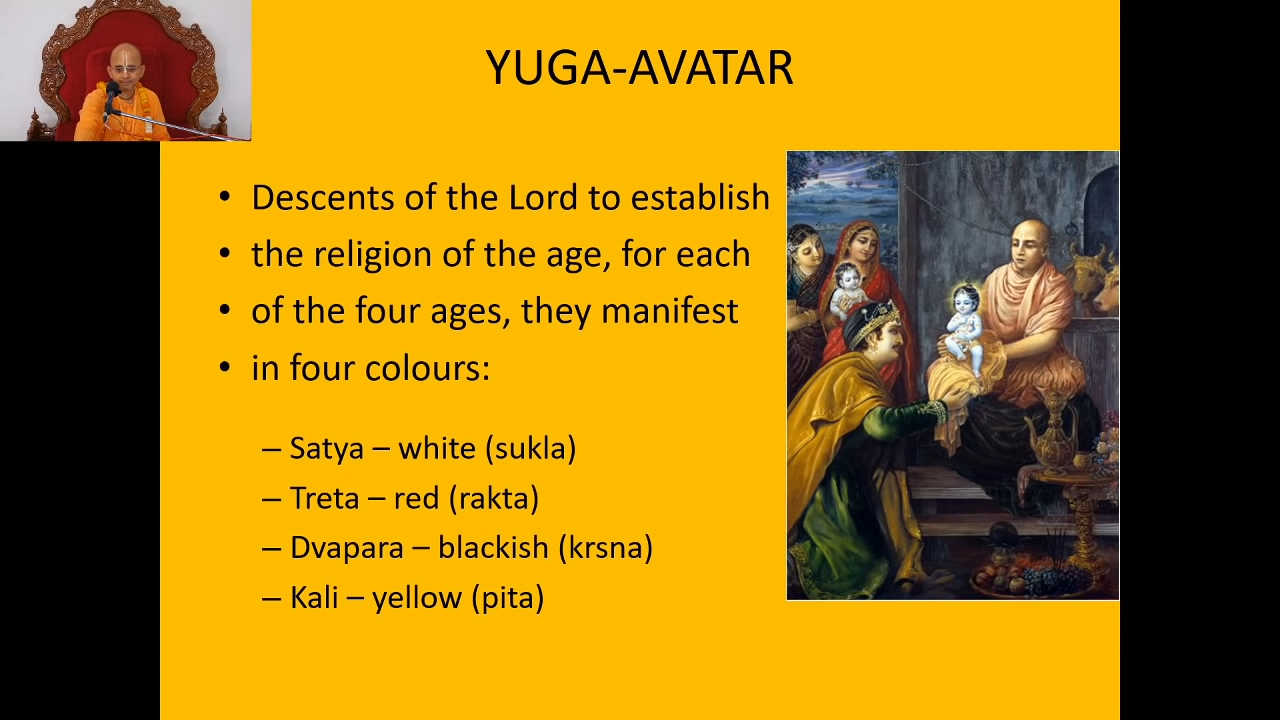 YUGA-AVATAR
• Descents of the Lord to establish
• the religion of the age, for each
• of the four ages, they manifest
• in four colours:
– Satya – white (sukla)
– Treta – red (rakta)
– Dvapara – blackish (krsna)
– Kali – yellow (pita)